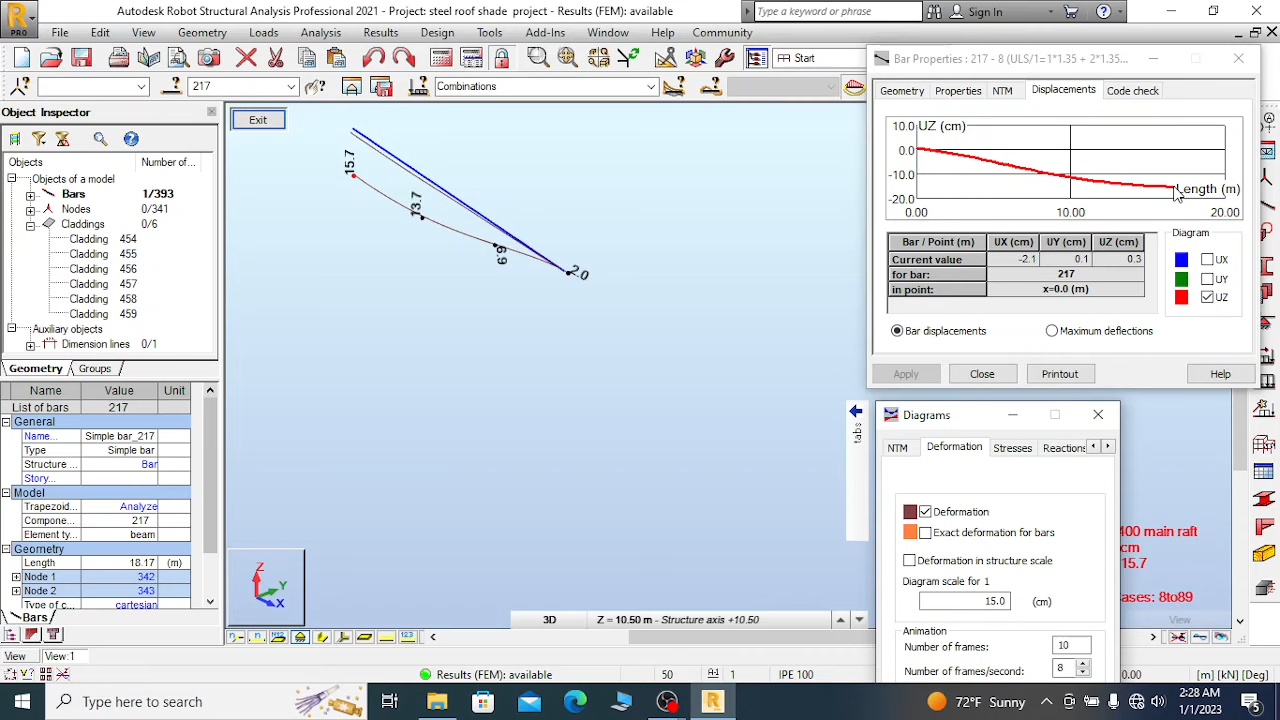 Autodesk Robot Structural Analysis Professional 2021 - Project: steel roof shade project - Results (FEM): available
Type a keyword or phrase
Sign In
PRO
File Edit View Geometry Loads Analysis Results Design Tools Add-Ins Window Help Community
Start
217
Combinations
Object Inspector
Objects Number of...
Objects of a model
Bars 1/393
Nodes 0/341
Claddings 0/6
Cladding 454
Cladding 455
Cladding 456
Cladding 457
Cladding 458
Cladding 459
Auxiliary objects
Dimension lines 0/1
Geometry Groups
Name Value Unit
List of bars 217
General
Name... Simple bar_217
Type Simple bar
Structure ... Bar
Story...
Model
Trapezoid... Analyze
Compone... 217
Element ty... beam
Geometry
Length 18.17 (m)
Node 1 342
Node 2 343
Type of c... cartesian
Bars
Exit
15.7
13.7
6.9
2.0
Z
Y
X
3D
Z = 10.50 m - Structure axis +10.50
tabs
Bar Properties : 217 - 8 (ULS/1=1*1.35 + 2*1.35...
Geometry Properties NTM Displacements Code check
10.0 UZ (cm)
0.0
-10.0
-20.0
Length (m)
0.00 10.00 20.00
Bar / Point (m) UX (cm) UY (cm) UZ (cm)
Current value -2.1 0.1 0.3
for bar: 217
in point: x=0.0 (m)
Diagram
UX
UY
UZ
Bar displacements Maximum deflections
Apply Close Printout Help
Diagrams
NTM Deformation Stresses Reactions
Deformation
Exact deformation for bars
Deformation in structure scale
Diagram scale for 1
15.0 (cm)
Animation
Number of frames: 10
Number of frames/second: 8
400 main raft
cm
15.7
Cases: 8to89
View
View View:1
Results (FEM): available 50 1 IPE 100 0.00 [m] [kN] [Deg]
Type here to search
72°F Sunny
2:28 AM
1/1/2023
5